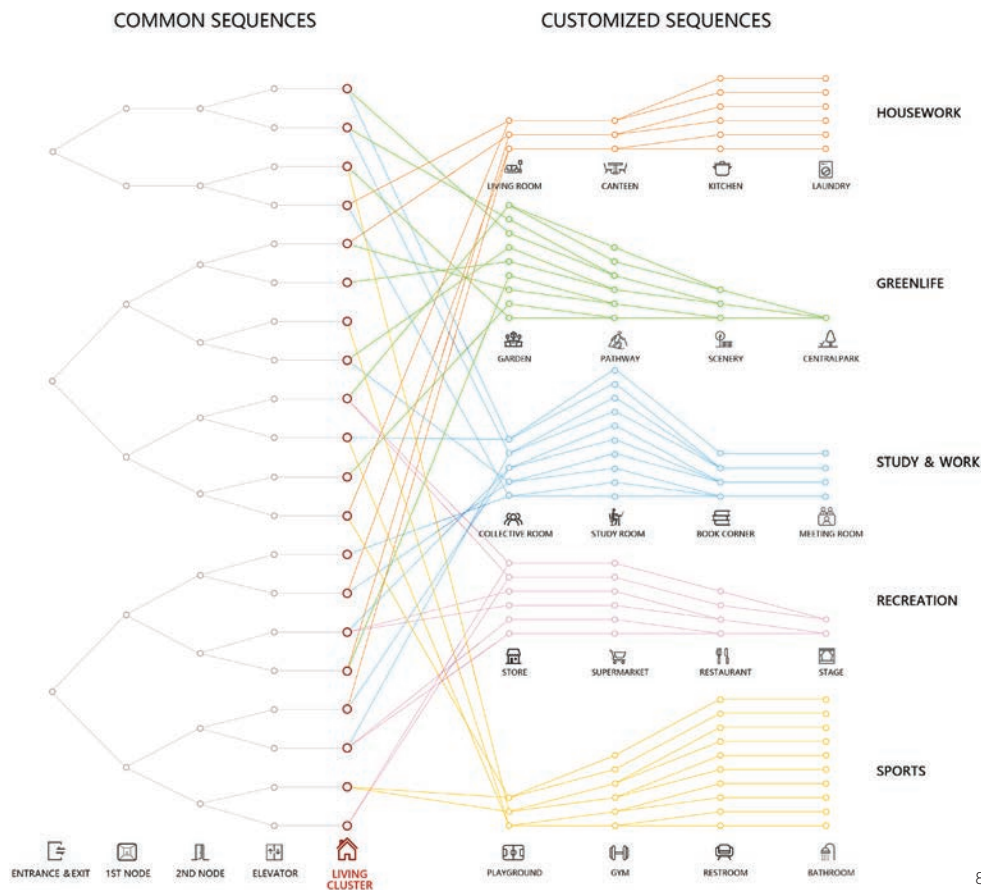 COMMON SEQUENCES
CUSTOMIZED SEQUENCES
HOUSEWORK
LIVING ROOM
CANTEEN
KITCHEN
LAUNDRY
GREENLIFE
GARDEN
PATHWAY
SCENERY
CENTRALPARK
STUDY & WORK
COLLECTIVE ROOM
STUDY ROOM
BOOK CORNER
MEETING ROOM
RECREATION
STORE
SUPERMARKET
RESTAURANT
STAGE
SPORTS
ENTRANCE & EXIT
1ST NODE
2ND NODE
ELEVATOR
LIVING
CLUSTER
PLAYGROUND
GYM
RESTROOM
BATHROOM
8